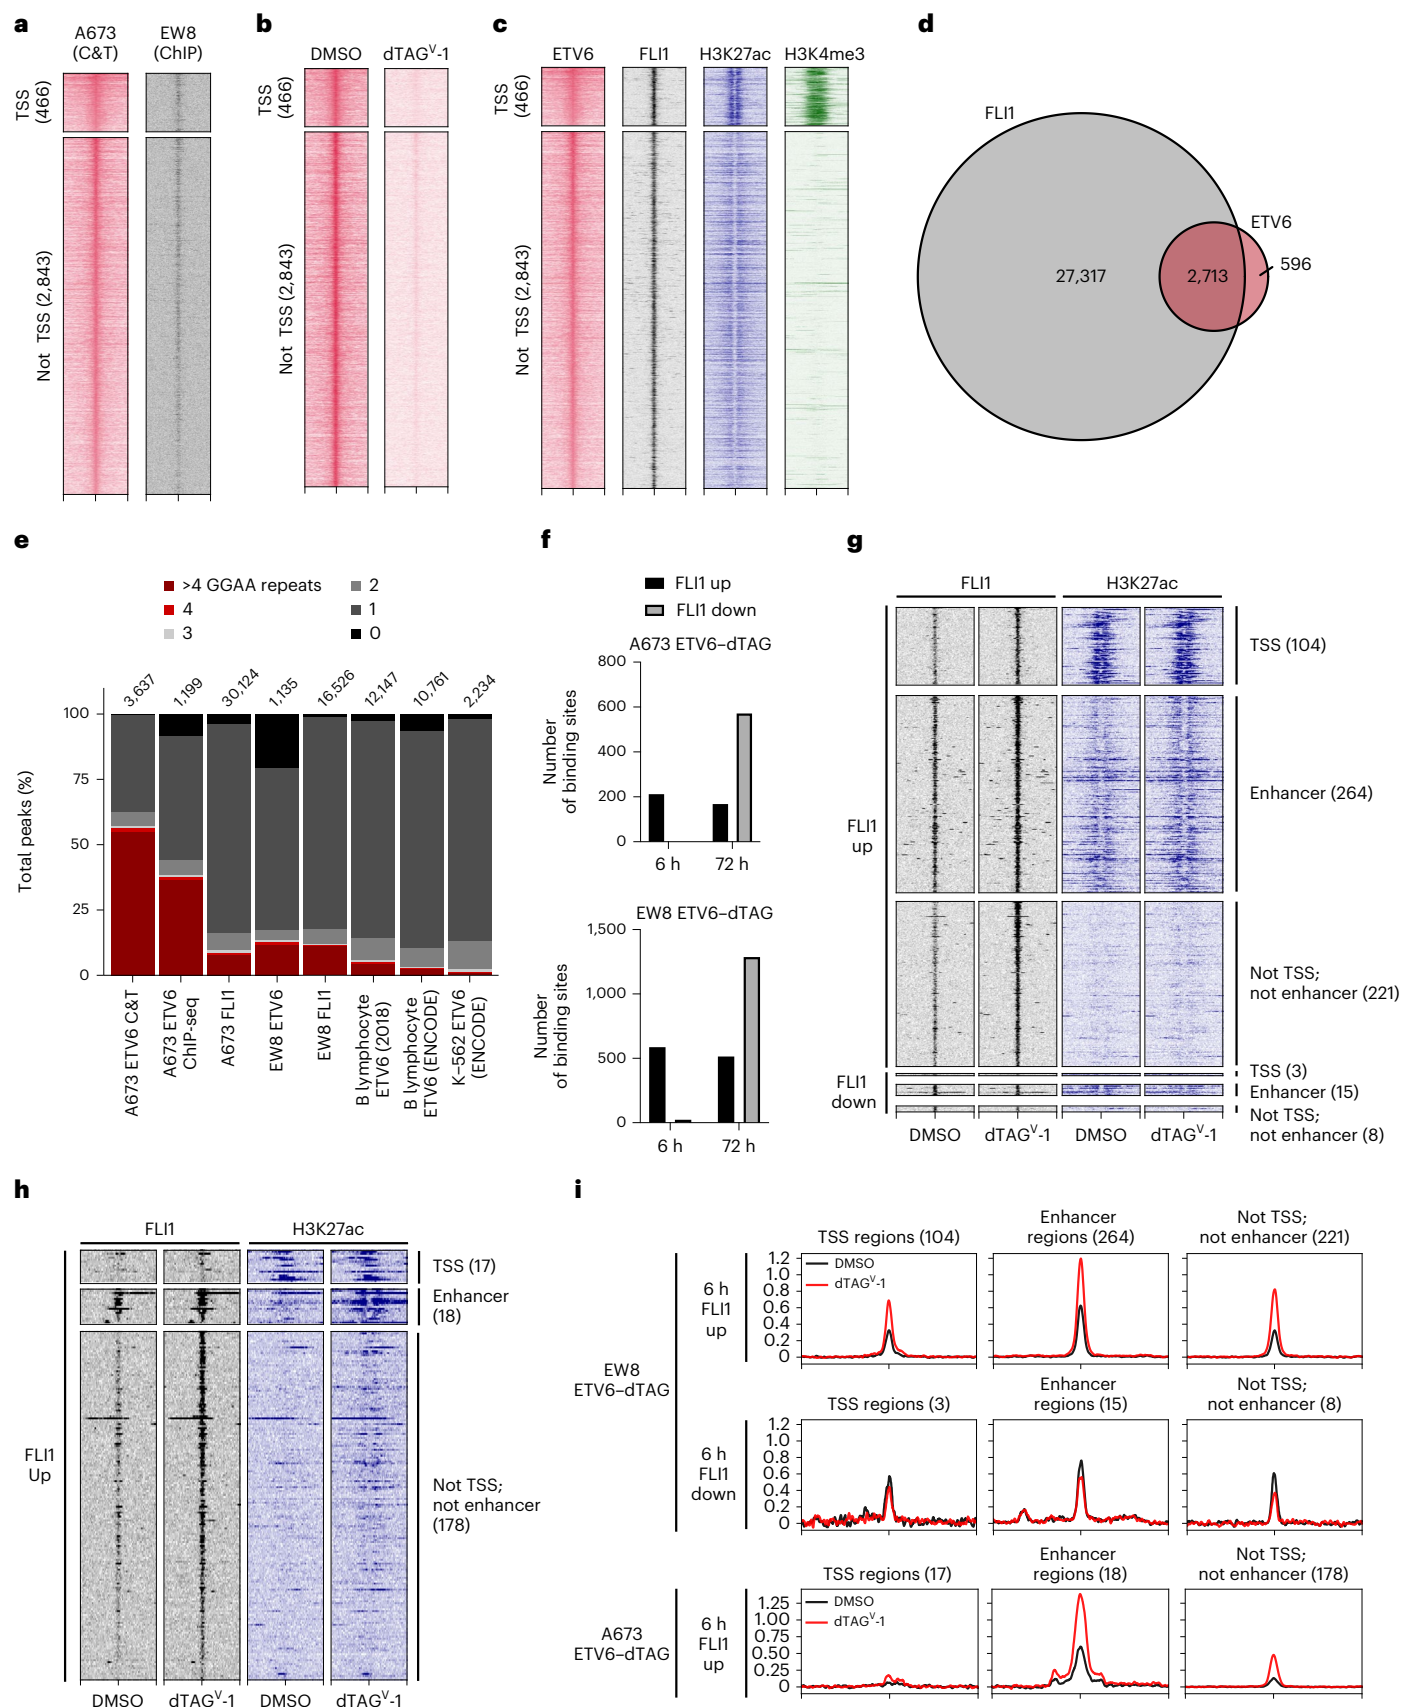 a
A673
(C&T)
EW8
(ChIP)
TSS
(466)
Not TSS (2,843)
b
DMSO
dTAGV-1
TSS
(466)
Not TSS (2,843)
c
ETV6
FLI1
H3K27ac
H3K4me3
TSS
(466)
Not TSS (2,843)
d
FLI1
ETV6
27,317
2,713
596
e
>4 GGAA repeats
4
3
2
1
0
3,637
1,199
30,124
1,135
16,526
12,147
10,761
2,234
Total peaks (%)
100
75
50
25
0
A673 ETV6 C&T
A673 ETV6
ChIP-seq
A673 FLI1
EW8 ETV6
EW8 FLI1
B lymphocyte
ETV6 (2018)
B lymphocyte
ETV6 (ENCODE)
K–562 ETV6
(ENCODE)
f
FLI1 up
FLI1 down
A673 ETV6–dTAG
Number
of binding sites
800
600
400
200
0
6 h
72 h
EW8 ETV6–dTAG
Number
of binding sites
1,500
1,000
500
0
6 h
72 h
g
FLI1
H3K27ac
FLI1
up
TSS (104)
Enhancer (264)
Not TSS;
not enhancer (221)
FLI1
down
TSS (3)
Enhancer (15)
Not TSS;
not enhancer (8)
DMSO
dTAGV-1
DMSO
dTAGV-1
h
FLI1
H3K27ac
TSS (17)
Enhancer
(18)
FLI1
Up
Not TSS;
not enhancer
(178)
DMSO
dTAGV-1
DMSO
dTAGV-1
i
EW8
ETV6–dTAG
6 h
FLI1
up
TSS regions (104)
Enhancer
regions (264)
Not TSS;
not enhancer (221)
DMSO
dTAGV-1
1.2
1.0
0.8
0.6
0.4
0.2
0
6 h
FLI1
down
TSS regions (3)
Enhancer
regions (15)
Not TSS;
not enhancer (8)
1.2
1.0
0.8
0.6
0.4
0.2
0
A673
ETV6–dTAG
6 h
FLI1
up
TSS regions (17)
Enhancer
regions (18)
Not TSS;
not enhancer (178)
DMSO
dTAGV-1
1.25
1.00
0.75
0.50
0.25
0